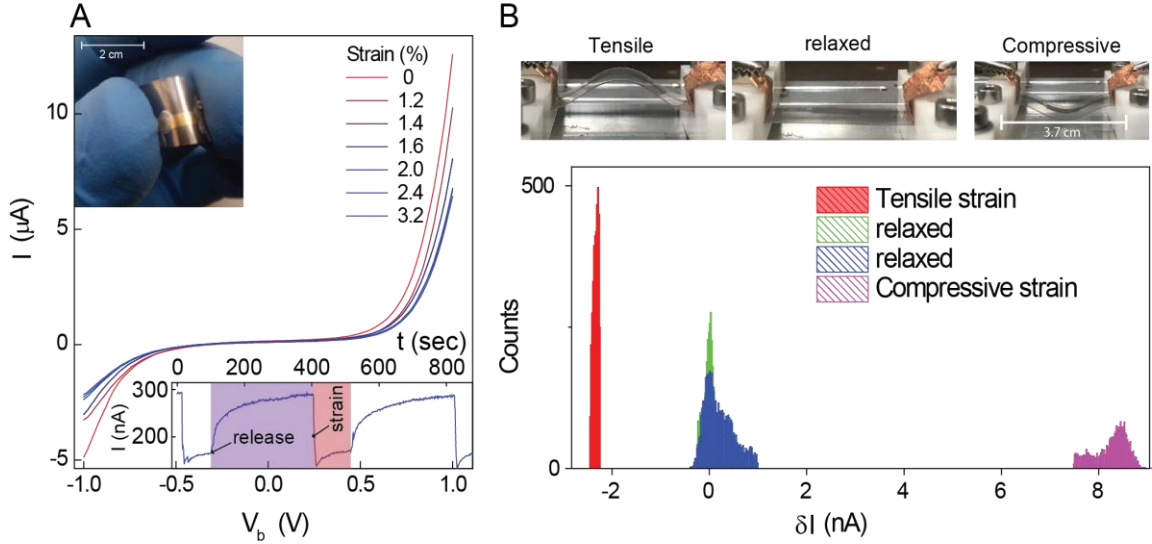 A
2 cm
Strain (%)
0
1.2
1.4
1.6
2.0
2.4
3.2
10
5
0
-5
I (µA)
t (sec)
0 200 400 600 800
300
200
I (nA)
release
strain
-1.0 -0.5 0.0 0.5 1.0
V_b (V)
B
Tensile relaxed Compressive
3.7 cm
500
0
Counts
Tensile strain
relaxed
relaxed
Compressive strain
-2 0 2 4 6 8
δI (nA)